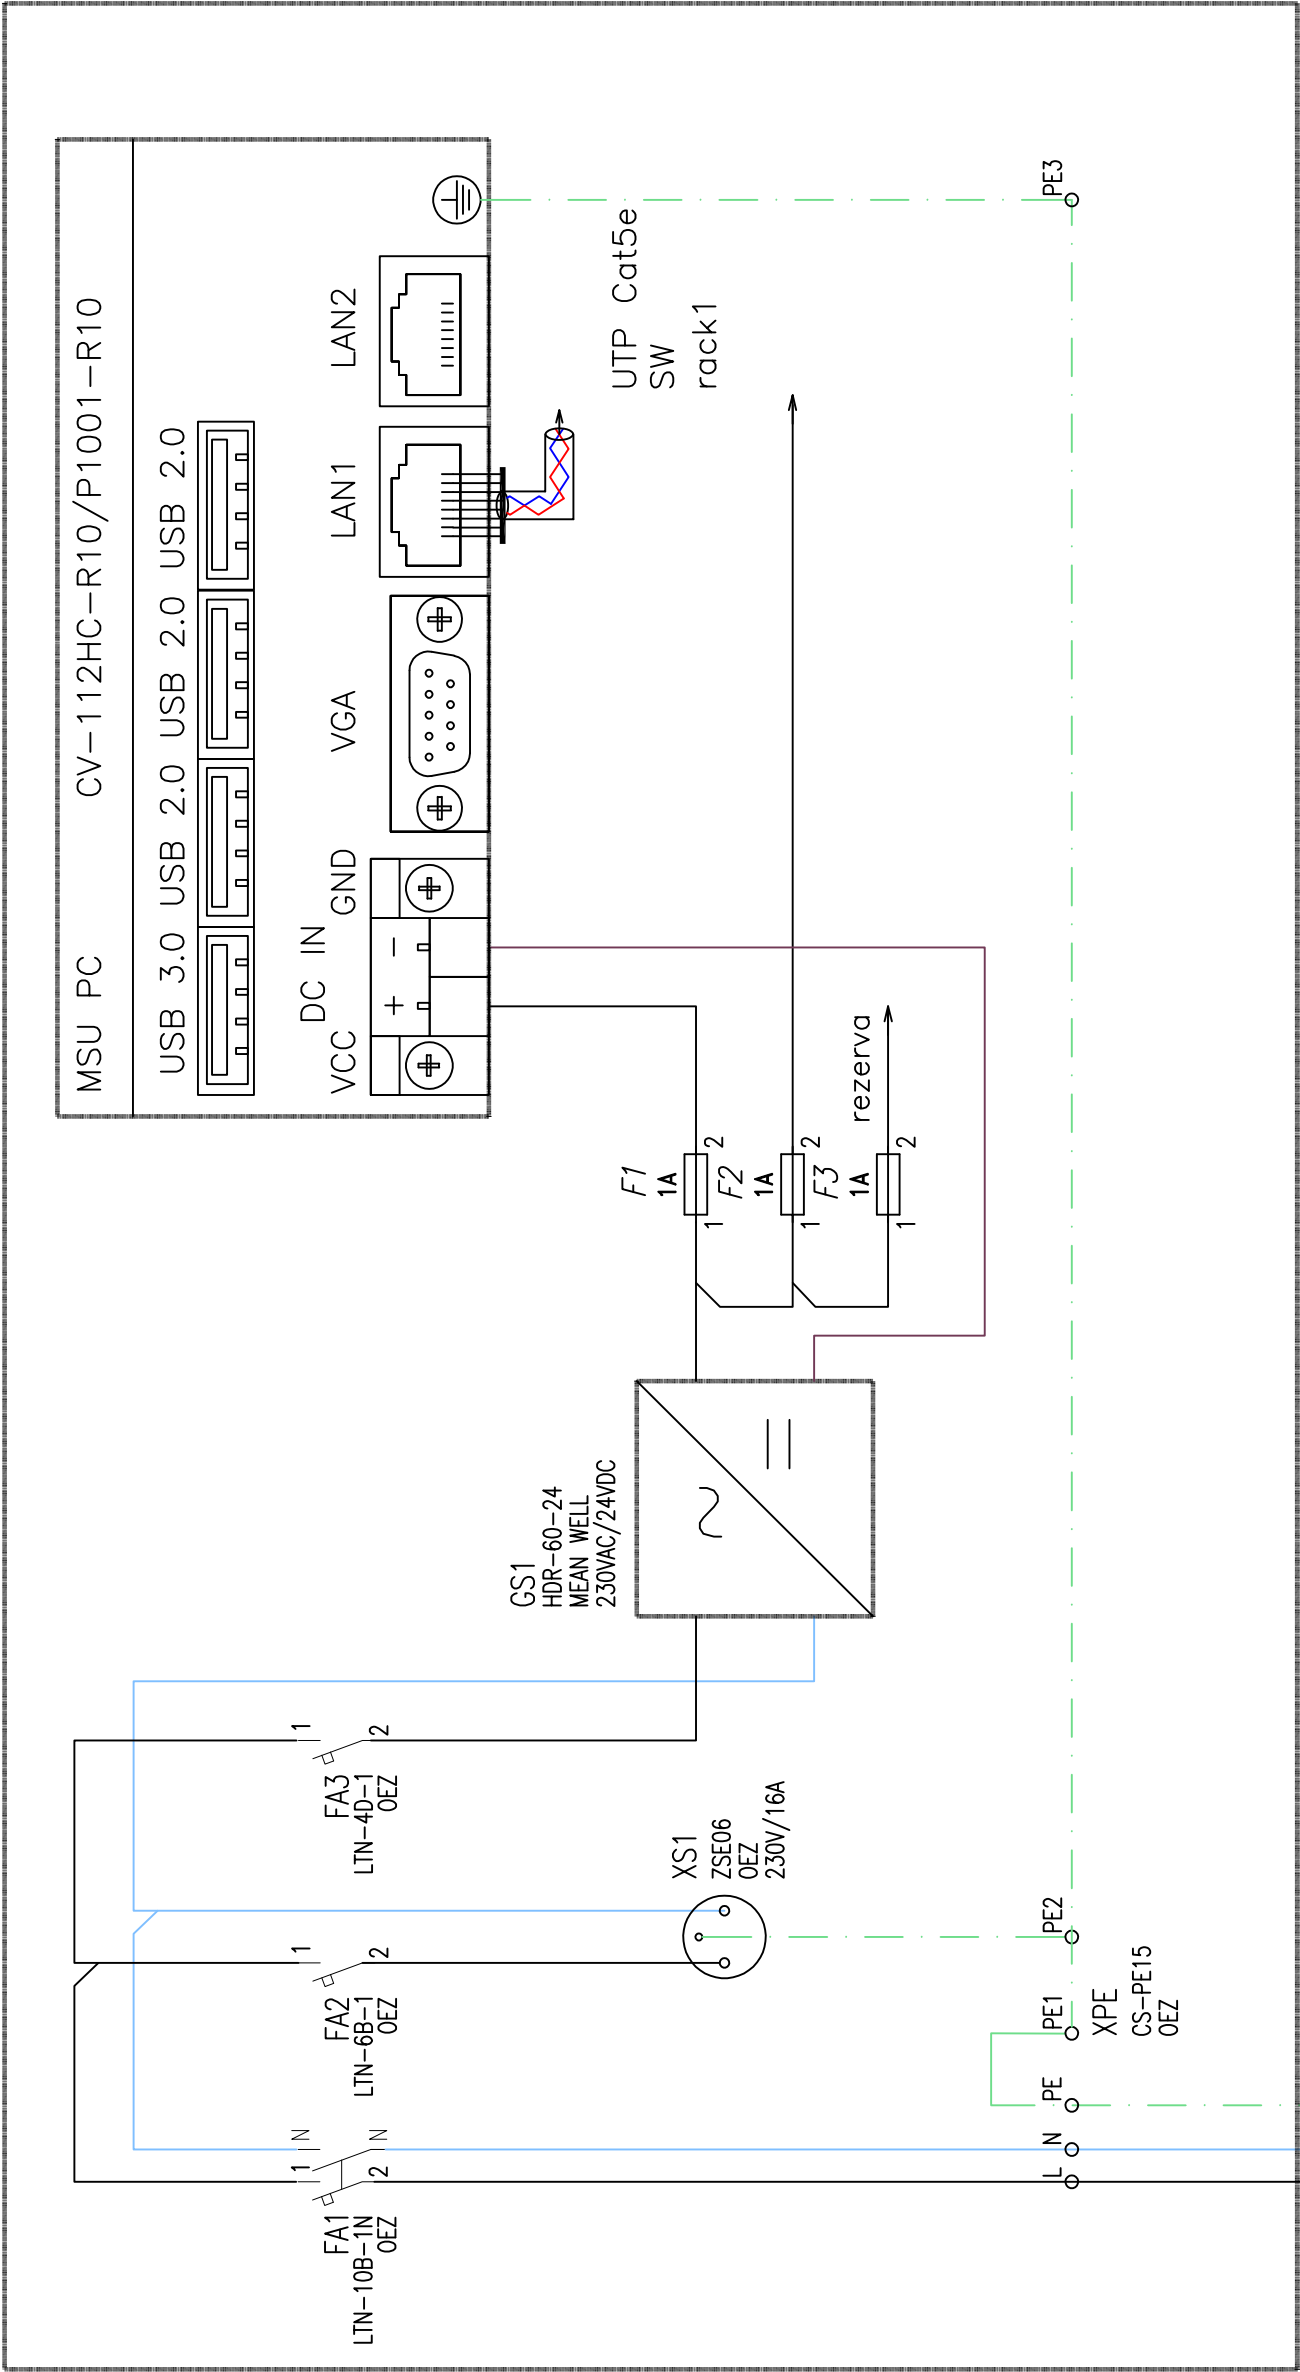 MSU PC
CV-112HC-R10/P1001-R10
USB 3.0
USB 2.0
USB 2.0
USB 2.0
DC IN
VCC
GND
VGA
LAN1
LAN2
+
-
UTP Cat5e
SW
rack1
PE3
FA1
LTN-10B-1N
OEZ
1
N
2
N
FA2
LTN-6B-1
OEZ
1
2
FA3
LTN-4D-1
OEZ
1
2
GS1
HDR-60-24
MEAN WELL
230VAC/24VDC
F1
1A
1
2
F2
1A
1
2
F3
1A
1
2
rezerva
XS1
ZSE06
OEZ
230V/16A
L
N
PE
PE1
PE2
XPE
CS-PE15
OEZ